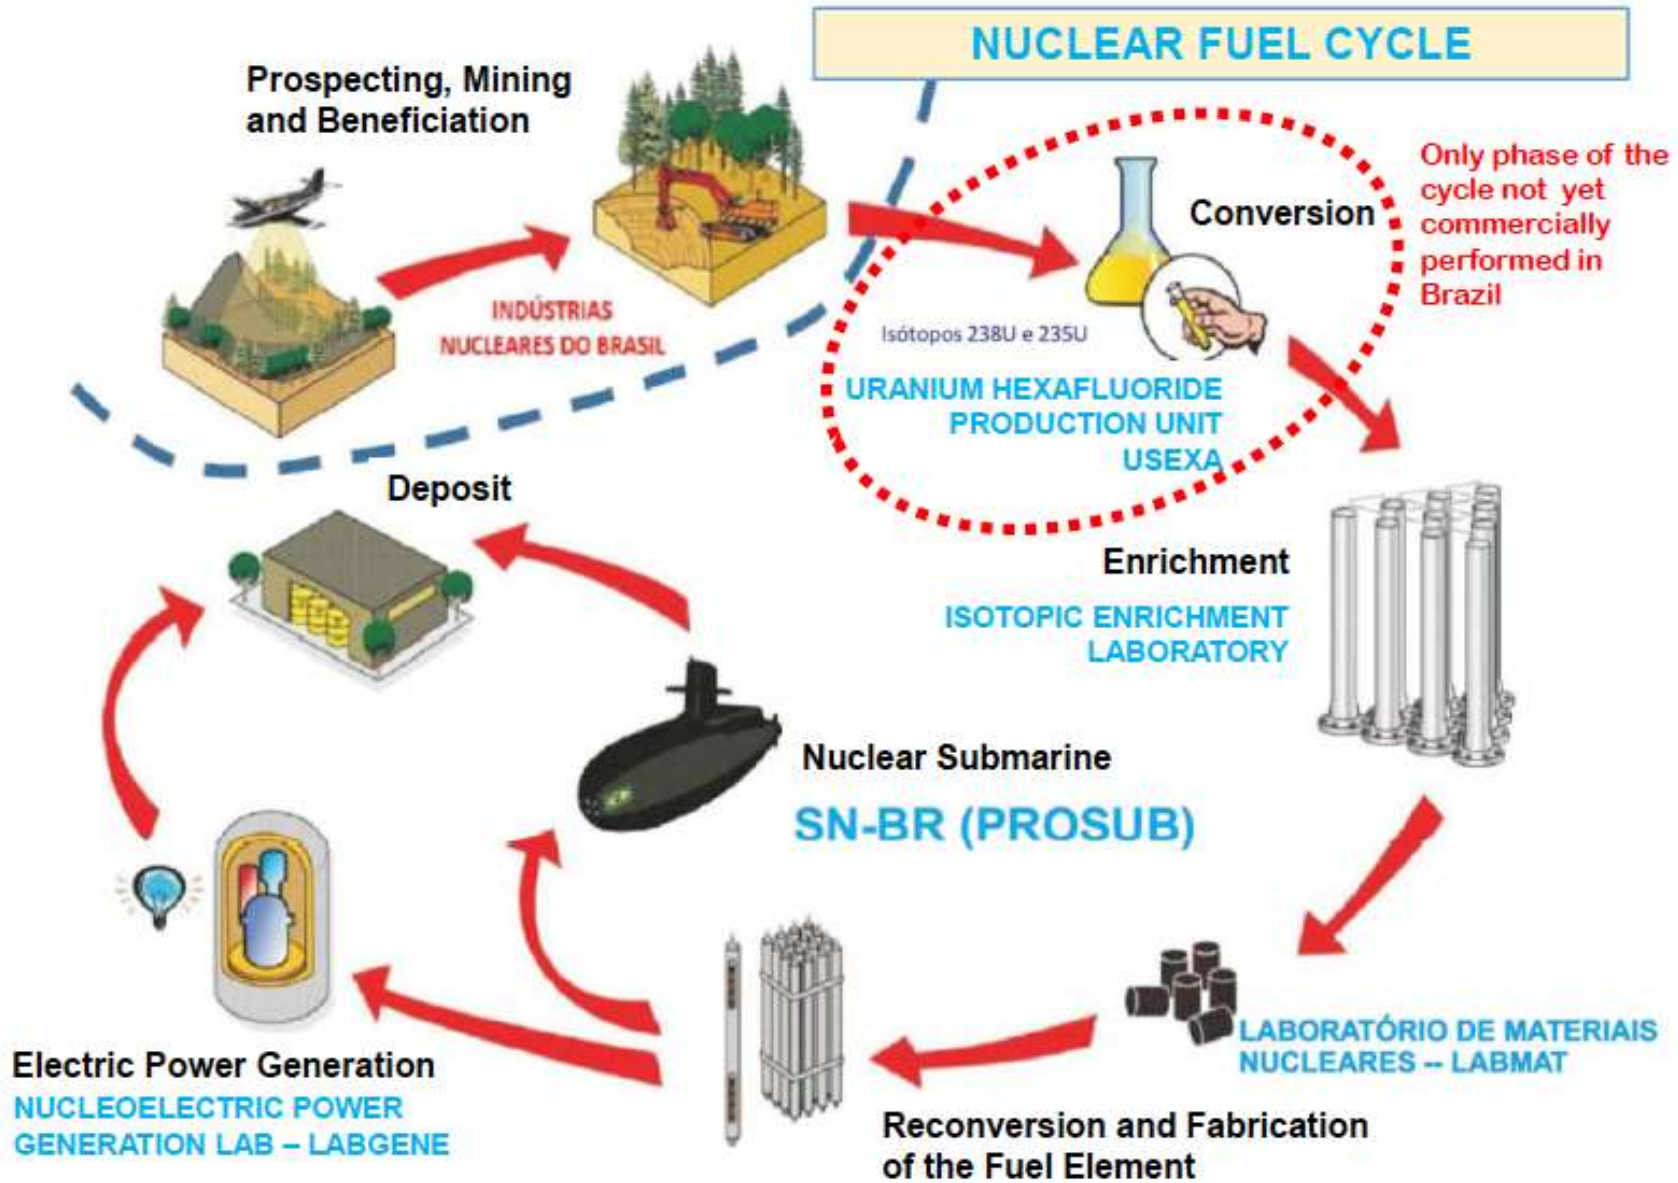 NUCLEAR FUEL CYCLE
Prospecting, Mining
and Beneficiation
INDÚSTRIAS
NUCLEARES DO BRASIL
Conversion
Only phase of the
cycle not yet
commercially
performed in
Brazil
Isótopos 238U e 235U
URANIUM HEXAFLUORIDE
PRODUCTION UNIT
USEXA
Deposit
Enrichment
ISOTOPIC ENRICHMENT
LABORATORY
Nuclear Submarine
SN-BR (PROSUB)
LABORATÓRIO DE MATERIAIS
NUCLEARES -- LABMAT
Electric Power Generation
NUCLEOELECTRIC POWER
GENERATION LAB – LABGENE
Reconversion and Fabrication
of the Fuel Element